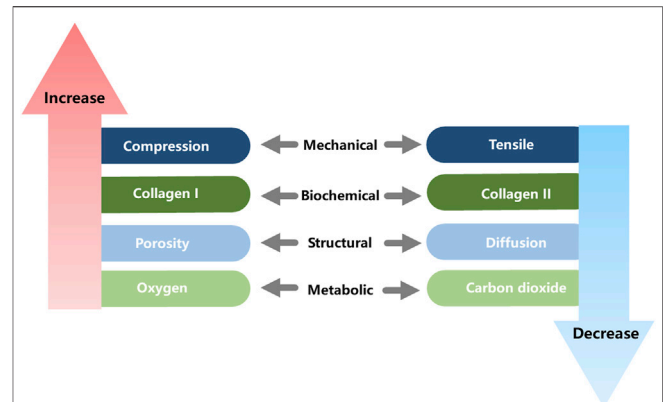 Increase
Compression
Mechanical
Tensile
Collagen I
Biochemical
Collagen II
Porosity
Structural
Diffusion
Oxygen
Metabolic
Carbon dioxide
Decrease